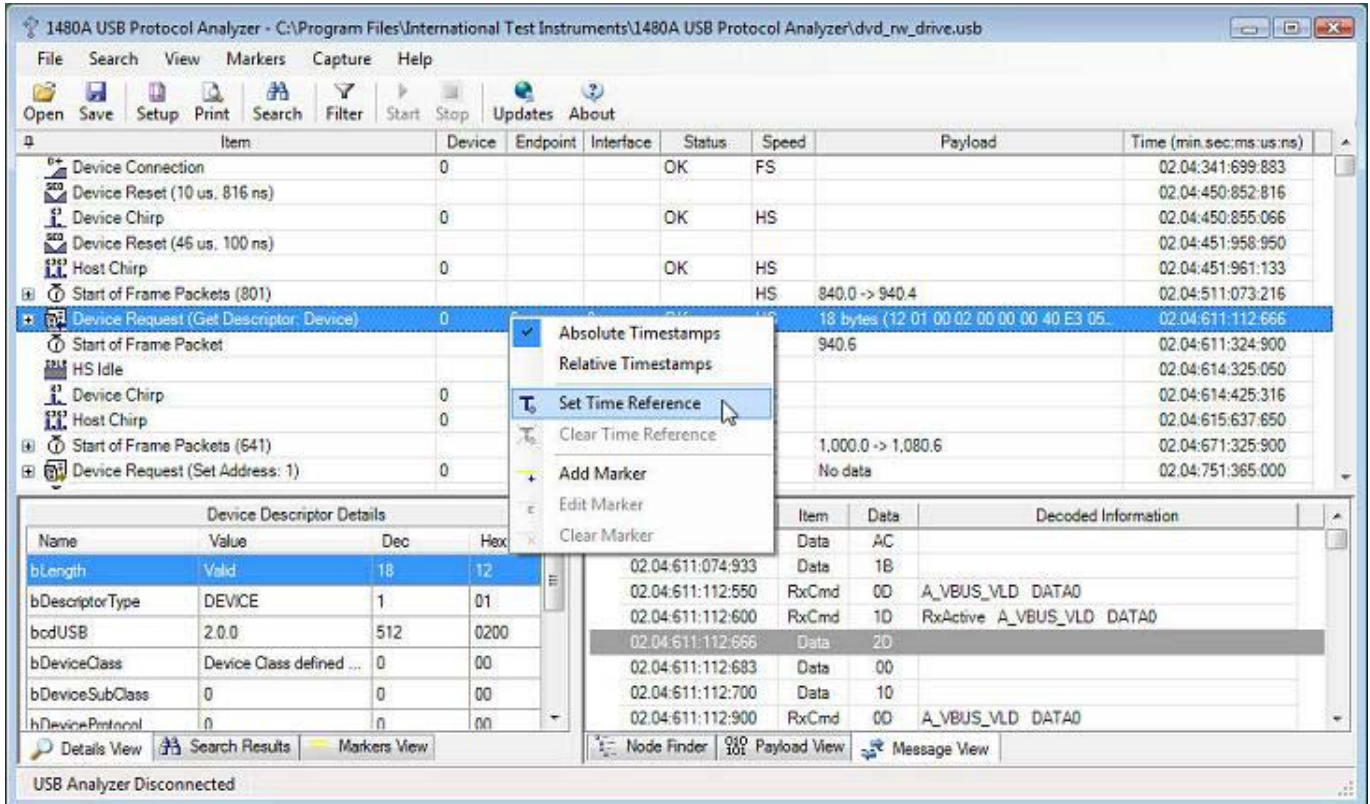 1480A USB Protocol Analyzer - C:\Program Files\International Test Instruments\1480A USB Protocol Analyzer\dvd_rw_drive.usb
File Search View Markers Capture Help
Open Save Setup Print Search Filter Start Stop Updates About
Item Device Endpoint Interface Status Speed Payload Time (min.sec:ms:us:ns)
Device Connection 0 OK FS 02.04:341:699:883
Device Reset (10 us, 816 ns) 02.04:450:852:816
Device Chirp 0 OK HS 02.04:450:855:066
Device Reset (46 us, 100 ns) 02.04:451:958:950
Host Chirp 0 OK HS 02.04:451:961:133
Start of Frame Packets (801) HS 840.0 -> 940.4 02.04:511:073:216
Device Request (Get Descriptor: Device) 0 18 bytes (12 01 00 02 00 00 00 40 E3 05... 02.04:611:112:666
Start of Frame Packet 940.6 02.04:611:324:900
HS Idle 02.04:614:325:050
Device Chirp 0 02.04:614:425:316
Host Chirp 0 02.04:615:637:650
Start of Frame Packets (641) 1,000.0 -> 1,080.6 02.04:671:325:900
Device Request (Set Address: 1) 0 No data 02.04:751:365:000
Absolute Timestamps
Relative Timestamps
Set Time Reference
Clear Time Reference
Add Marker
Edit Marker
Clear Marker
Device Descriptor Details
Name Value Dec Hex
bLength Valid 18 12
bDescriptorType DEVICE 1 01
bcdUSB 2.0.0 512 0200
bDeviceClass Device Class defined ... 0 00
bDeviceSubClass 0 0 00
bDeviceProtocol 0 0 00
Item Data Decoded Information
Data AC
02.04:611:074:933 Data 1B
02.04:611:112:550 RxCmd 0D A_VBUS_VLD DATA0
02.04:611:112:600 RxCmd 1D RxActive A_VBUS_VLD DATA0
02.04:611:112:666 Data 2D
02.04:611:112:683 Data 00
02.04:611:112:700 Data 10
02.04:611:112:900 RxCmd 0D A_VBUS_VLD DATA0
Details View Search Results Markers View
Node Finder Payload View Message View
USB Analyzer Disconnected